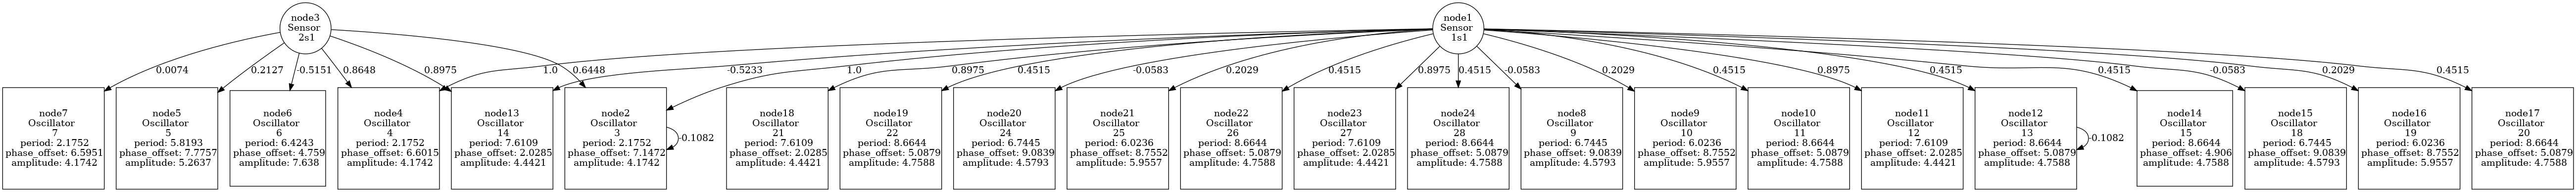 node3
Sensor
2s1
node1
Sensor
1s1
0.0074
0.2127
-0.5151
0.8648
0.8975
1.0
0.6448
-0.5233
1.0
0.8975
0.4515
-0.0583
0.2029
0.4515
0.8975
0.4515
-0.0583
0.2029
0.4515
0.8975
0.4515
0.4515
-0.0583
0.2029
0.4515
node7
Oscillator
7
period: 2.1752
phase_offset: 6.5951
amplitude: 4.1742
node5
Oscillator
5
period: 5.8193
phase_offset: 7.7757
amplitude: 5.2637
node6
Oscillator
6
period: 6.4243
phase_offset: 4.759
amplitude: 7.638
node4
Oscillator
4
period: 2.1752
phase_offset: 6.6015
amplitude: 4.1742
node13
Oscillator
14
period: 7.6109
phase_offset: 2.0285
amplitude: 4.4421
node2
Oscillator
3
period: 2.1752
phase_offset: 7.1472
amplitude: 4.1742
-0.1082
node18
Oscillator
21
period: 7.6109
phase_offset: 2.0285
amplitude: 4.4421
node19
Oscillator
22
period: 8.6644
phase_offset: 5.0879
amplitude: 4.7588
node20
Oscillator
24
period: 6.7445
phase_offset: 9.0839
amplitude: 4.5793
node21
Oscillator
25
period: 6.0236
phase_offset: 8.7552
amplitude: 5.9557
node22
Oscillator
26
period: 8.6644
phase_offset: 5.0879
amplitude: 4.7588
node23
Oscillator
27
period: 7.6109
phase_offset: 2.0285
amplitude: 4.4421
node24
Oscillator
28
period: 8.6644
phase_offset: 5.0879
amplitude: 4.7588
node8
Oscillator
9
period: 6.7445
phase_offset: 9.0839
amplitude: 4.5793
node9
Oscillator
10
period: 6.0236
phase_offset: 8.7552
amplitude: 5.9557
node10
Oscillator
11
period: 8.6644
phase_offset: 5.0879
amplitude: 4.7588
node11
Oscillator
12
period: 7.6109
phase_offset: 2.0285
amplitude: 4.4421
node12
Oscillator
13
period: 8.6644
phase_offset: 5.0879
amplitude: 4.7588
-0.1082
node14
Oscillator
15
period: 8.6644
phase_offset: 4.906
amplitude: 4.7588
node15
Oscillator
18
period: 6.7445
phase_offset: 9.0839
amplitude: 4.5793
node16
Oscillator
19
period: 6.0236
phase_offset: 8.7552
amplitude: 5.9557
node17
Oscillator
20
period: 8.6644
phase_offset: 5.0879
amplitude: 4.7588